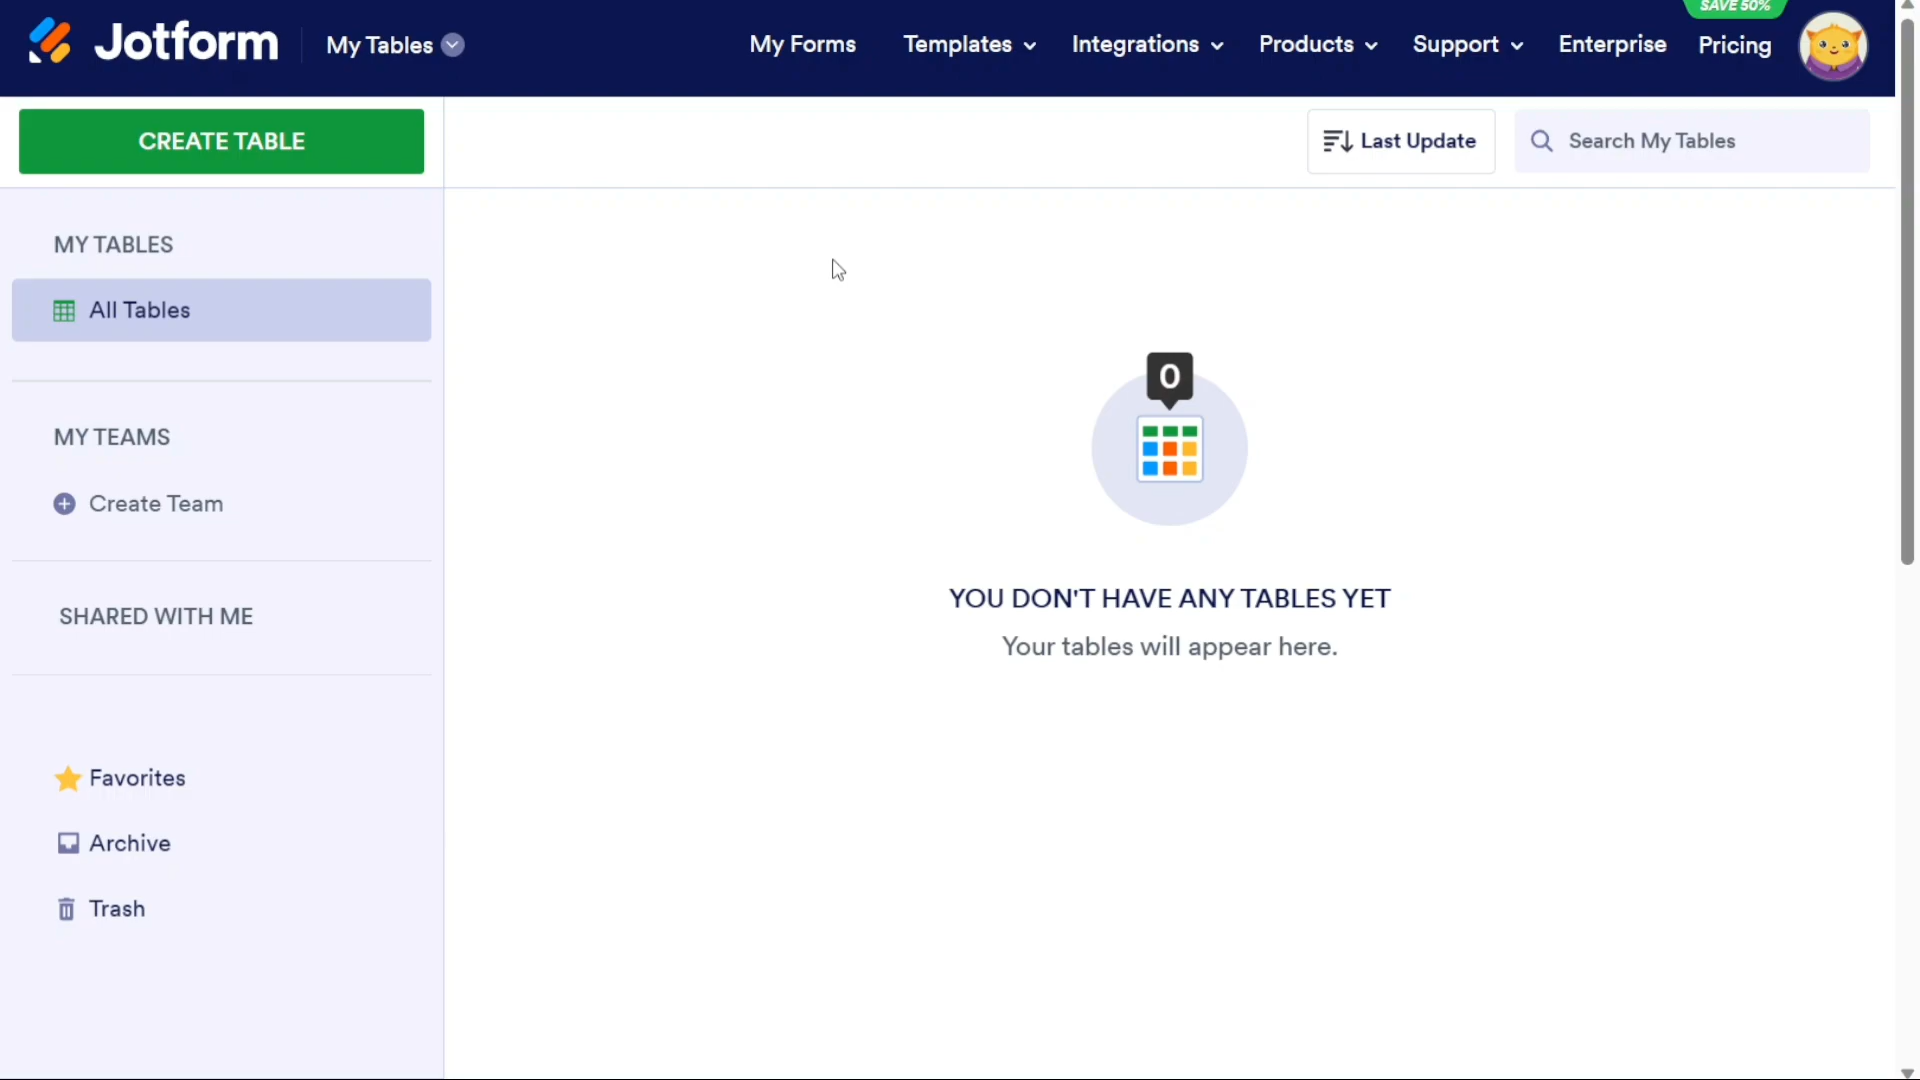 SAVE 50%
Jotform
My Tables
My Forms
Templates
Integrations
Products
Support
Enterprise
Pricing
CREATE TABLE
Last Update
Search My Tables
MY TABLES
All Tables
MY TEAMS
Create Team
SHARED WITH ME
Favorites
Archive
Trash
0
YOU DON'T HAVE ANY TABLES YET
Your tables will appear here.